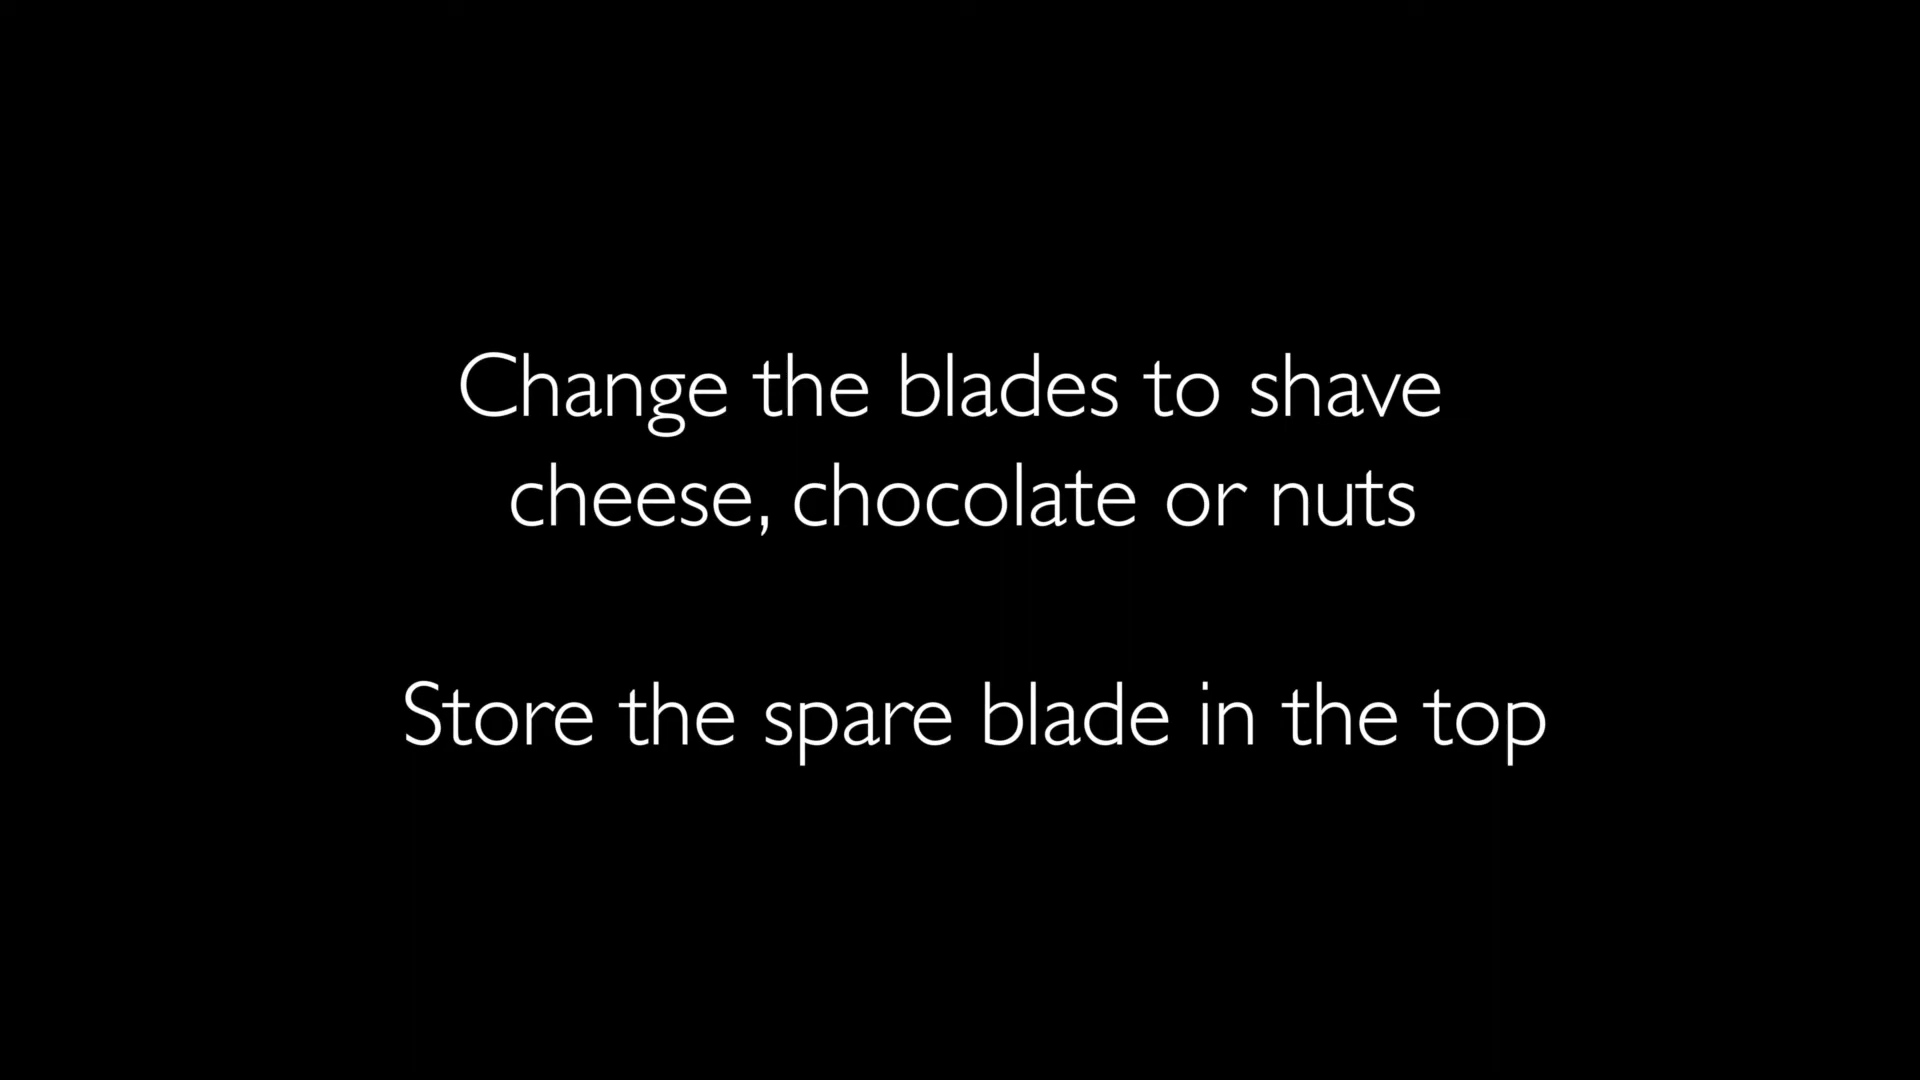 Change the blades to shave
cheese, chocolate or nuts
Store the spare blade in the top